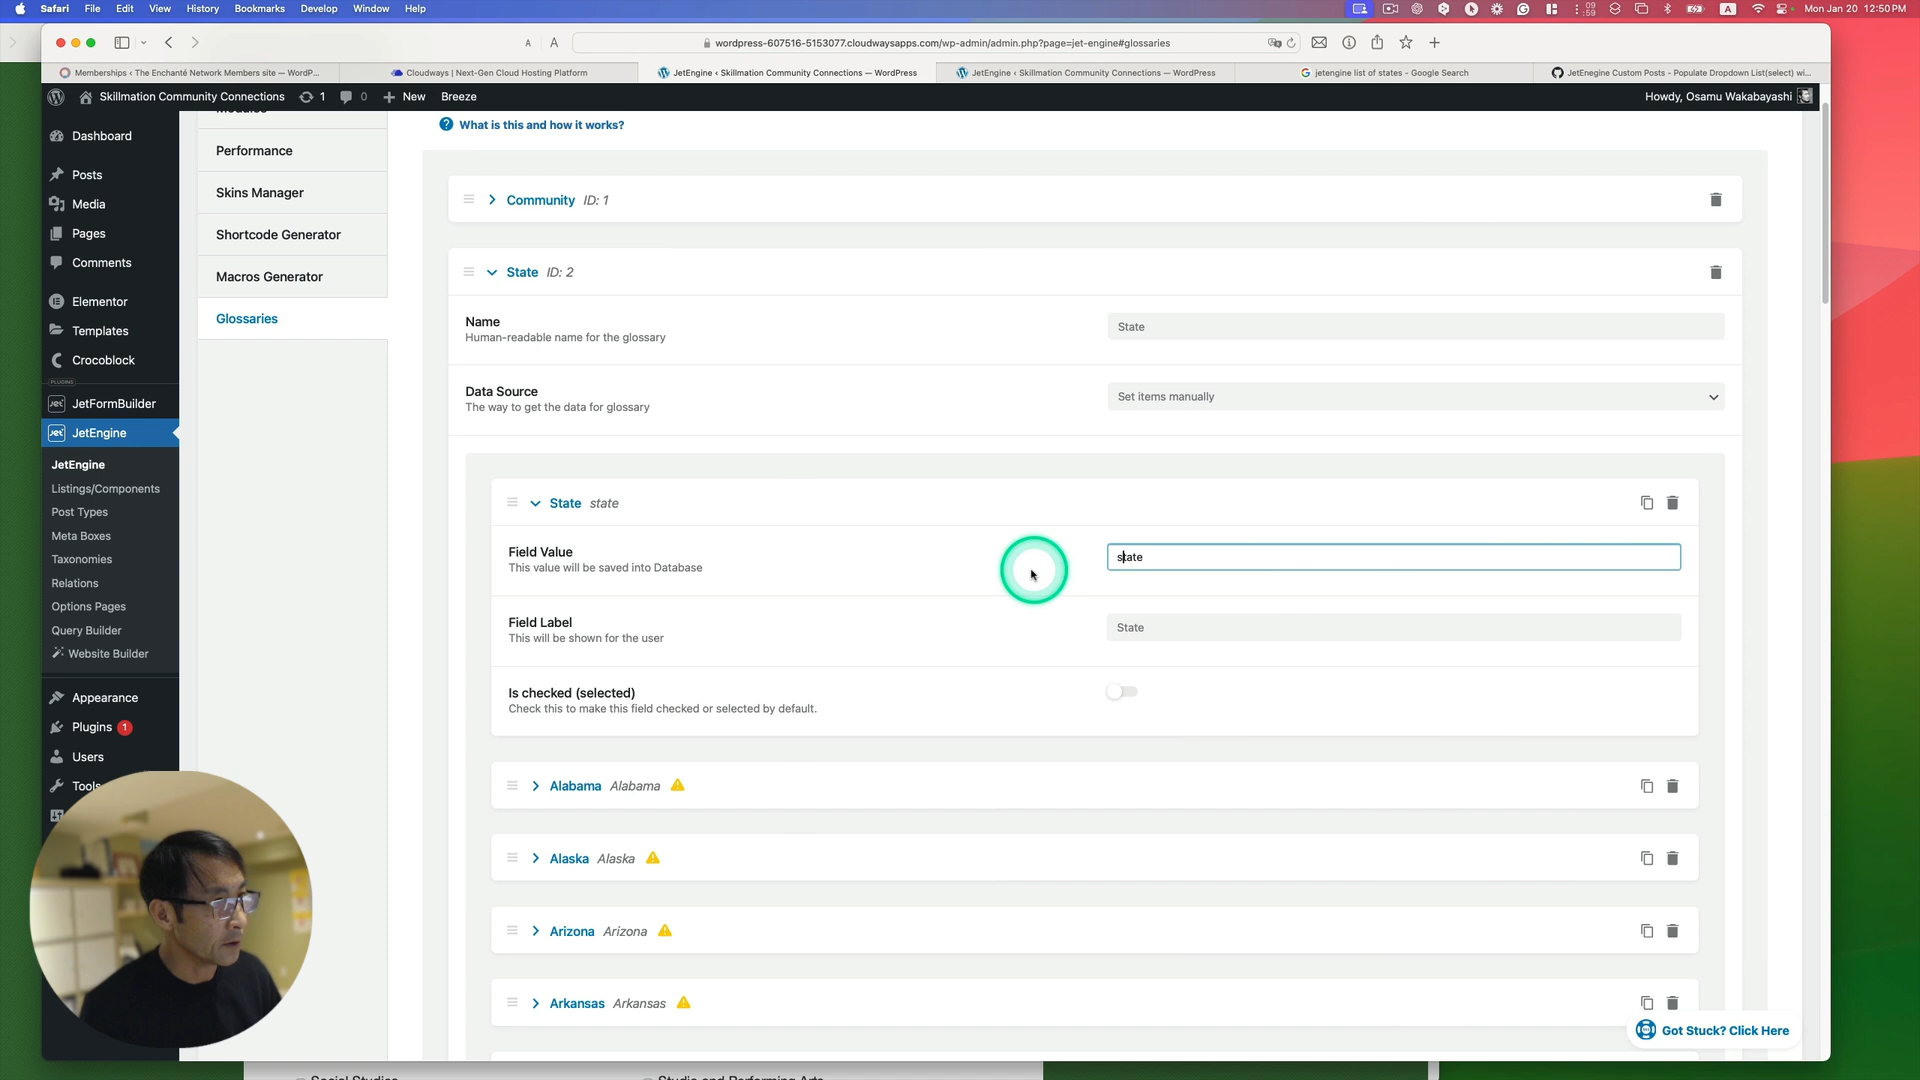 Safari File Edit View History Bookmarks Develop Window Help
09
:59
A
Mon Jan 20 12:50 PM
A A
wordpress-607516-5153077.cloudwaysapps.com/wp-admin/admin.php?page=jet-engine#glossaries
Memberships ‹ The Enchanté Network Members site — WordP...
Cloudways | Next-Gen Cloud Hosting Platform
JetEngine ‹ Skillmation Community Connections — WordPress
JetEngine ‹ Skillmation Community Connections — WordPress
jetengine list of states - Google Search
JetEnegine Custom Posts - Populate Dropdown List(select) wi...
Skillmation Community Connections 1 0 New Breeze
Howdy, Osamu Wakabayashi
Dashboard
Posts
Media
Pages
Comments
Elementor
Templates
Crocoblock
PLUGINS
JET JetFormBuilder
JET JetEngine
JetEngine
Listings/Components
Post Types
Meta Boxes
Taxonomies
Relations
Options Pages
Query Builder
Website Builder
Appearance
Plugins 1
Users
Tools
Performance
Skins Manager
Shortcode Generator
Macros Generator
Glossaries
What is this and how it works?
Community ID: 1
State ID: 2
Name
Human-readable name for the glossary
State
Data Source
The way to get the data for glossary
Set items manually
State state
Field Value
This value will be saved into Database
state
Field Label
This will be shown for the user
State
Is checked (selected)
Check this to make this field checked or selected by default.
Alabama Alabama
Alaska Alaska
Arizona Arizona
Arkansas Arkansas
Got Stuck? Click Here